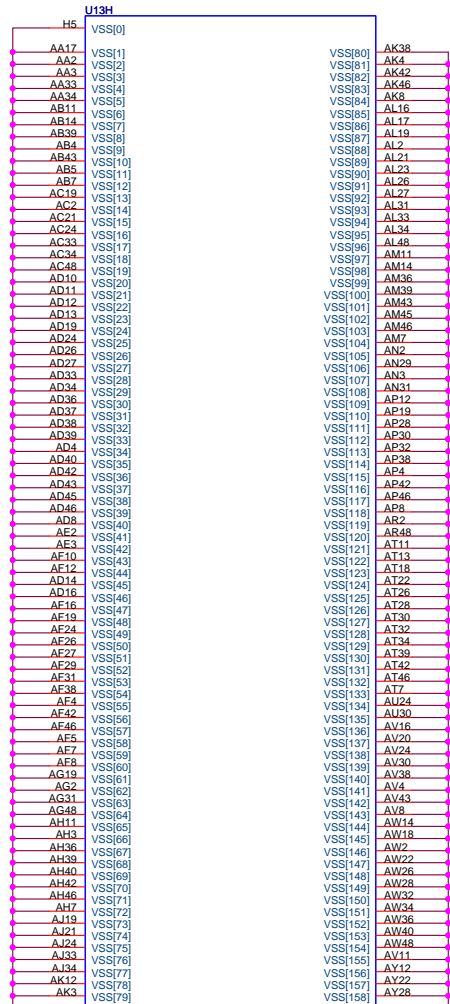 U13H
H5 VSS[0]
AA17 VSS[1]
AA2 VSS[2]
AA3 VSS[3]
AA33 VSS[4]
AA34 VSS[5]
AB11 VSS[6]
AB14 VSS[7]
AB39 VSS[8]
AB4 VSS[9]
AB43 VSS[10]
AB5 VSS[11]
AB7 VSS[12]
AC19 VSS[13]
AC2 VSS[14]
AC21 VSS[15]
AC24 VSS[16]
AC33 VSS[17]
AC34 VSS[18]
AC48 VSS[19]
AD10 VSS[20]
AD11 VSS[21]
AD12 VSS[22]
AD13 VSS[23]
AD19 VSS[24]
AD24 VSS[25]
AD26 VSS[26]
AD27 VSS[27]
AD33 VSS[28]
AD34 VSS[29]
AD36 VSS[30]
AD37 VSS[31]
AD38 VSS[32]
AD39 VSS[33]
AD4 VSS[34]
AD40 VSS[35]
AD42 VSS[36]
AD43 VSS[37]
AD45 VSS[38]
AD46 VSS[39]
AD8 VSS[40]
AE2 VSS[41]
AE3 VSS[42]
AF10 VSS[43]
AF12 VSS[44]
AD14 VSS[45]
AD16 VSS[46]
AF16 VSS[47]
AF19 VSS[48]
AF24 VSS[49]
AF26 VSS[50]
AF27 VSS[51]
AF29 VSS[52]
AF31 VSS[53]
AF38 VSS[54]
AF4 VSS[55]
AF42 VSS[56]
AF46 VSS[57]
AF5 VSS[58]
AF7 VSS[59]
AF8 VSS[60]
AG19 VSS[61]
AG2 VSS[62]
AG31 VSS[63]
AG48 VSS[64]
AH11 VSS[65]
AH3 VSS[66]
AH36 VSS[67]
AH39 VSS[68]
AH40 VSS[69]
AH42 VSS[70]
AH46 VSS[71]
AH7 VSS[72]
AJ19 VSS[73]
AJ21 VSS[74]
AJ24 VSS[75]
AJ33 VSS[76]
AJ34 VSS[77]
AK12 VSS[78]
AK3 VSS[79]
VSS[80] AK38
VSS[81] AK4
VSS[82] AK42
VSS[83] AK46
VSS[84] AK8
VSS[85] AL16
VSS[86] AL17
VSS[87] AL19
VSS[88] AL2
VSS[89] AL21
VSS[90] AL23
VSS[91] AL26
VSS[92] AL27
VSS[93] AL31
VSS[94] AL33
VSS[95] AL34
VSS[96] AL48
VSS[97] AM11
VSS[98] AM14
VSS[99] AM36
VSS[100] AM39
VSS[101] AM43
VSS[102] AM45
VSS[103] AM46
VSS[104] AM7
VSS[105] AN2
VSS[106] AN29
VSS[107] AN3
VSS[108] AN31
VSS[109] AP12
VSS[110] AP19
VSS[111] AP28
VSS[112] AP30
VSS[113] AP32
VSS[114] AP38
VSS[115] AP4
VSS[116] AP42
VSS[117] AP46
VSS[118] AP8
VSS[119] AR2
VSS[120] AR48
VSS[121] AT11
VSS[122] AT13
VSS[123] AT18
VSS[124] AT22
VSS[125] AT26
VSS[126] AT28
VSS[127] AT30
VSS[128] AT32
VSS[129] AT34
VSS[130] AT39
VSS[131] AT42
VSS[132] AT46
VSS[133] AT7
VSS[134] AU24
VSS[135] AU30
VSS[136] AV16
VSS[137] AV20
VSS[138] AV24
VSS[139] AV30
VSS[140] AV38
VSS[141] AV4
VSS[142] AV43
VSS[143] AV8
VSS[144] AW14
VSS[145] AW18
VSS[146] AW2
VSS[147] AW22
VSS[148] AW26
VSS[149] AW28
VSS[150] AW32
VSS[151] AW34
VSS[152] AW36
VSS[153] AW40
VSS[154] AW48
VSS[155] AV11
VSS[156] AY12
VSS[157] AY22
VSS[158] AY28